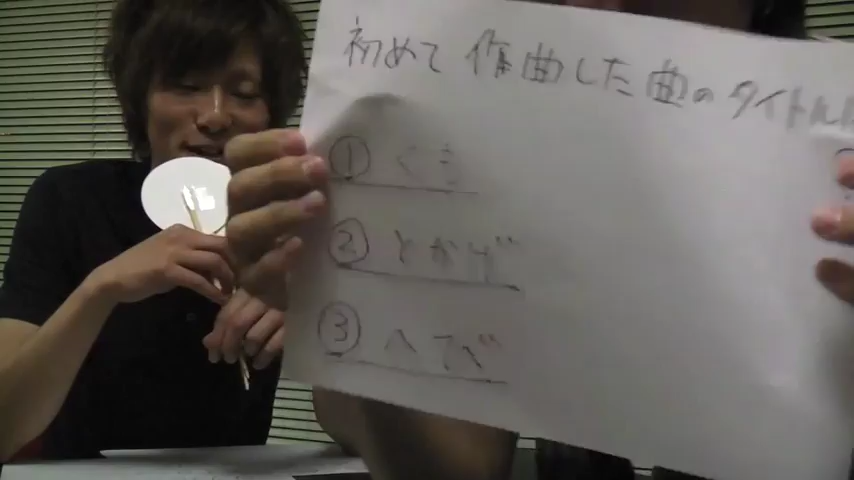 初めて 作曲した曲のタイトルは
① くも
② とかげ
③ へび